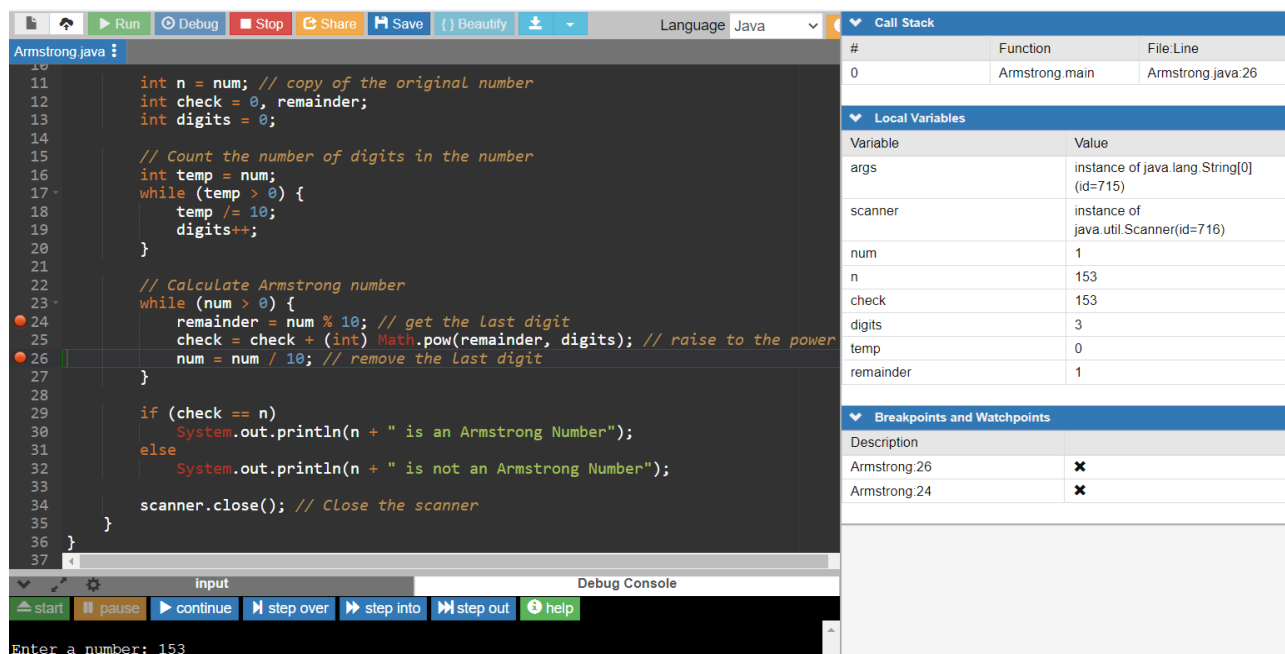 Run Debug Stop Share Save { } Beautify Language Java
Armstrong.java
10
11 int n = num; // copy of the original number
12 int check = 0, remainder;
13 int digits = 0;
14
15 // Count the number of digits in the number
16 int temp = num;
17 while (temp > 0) {
18 temp /= 10;
19 digits++;
20 }
21
22 // Calculate Armstrong number
23 while (num > 0) {
24 remainder = num % 10; // get the last digit
25 check = check + (int) Math.pow(remainder, digits); // raise to the power
26 num = num / 10; // remove the last digit
27 }
28
29 if (check == n)
30 System.out.println(n + " is an Armstrong Number");
31 else
32 System.out.println(n + " is not an Armstrong Number");
33
34 scanner.close(); // Close the scanner
35 }
36 }
37
input Debug Console
start pause continue step over step into step out help
Enter a number: 153
Call Stack
# Function File:Line
0 Armstrong.main Armstrong.java:26
Local Variables
Variable Value
args instance of java.lang.String[0]
(id=715)
scanner instance of
java.util.Scanner(id=716)
num 1
n 153
check 153
digits 3
temp 0
remainder 1
Breakpoints and Watchpoints
Description
Armstrong:26
Armstrong:24